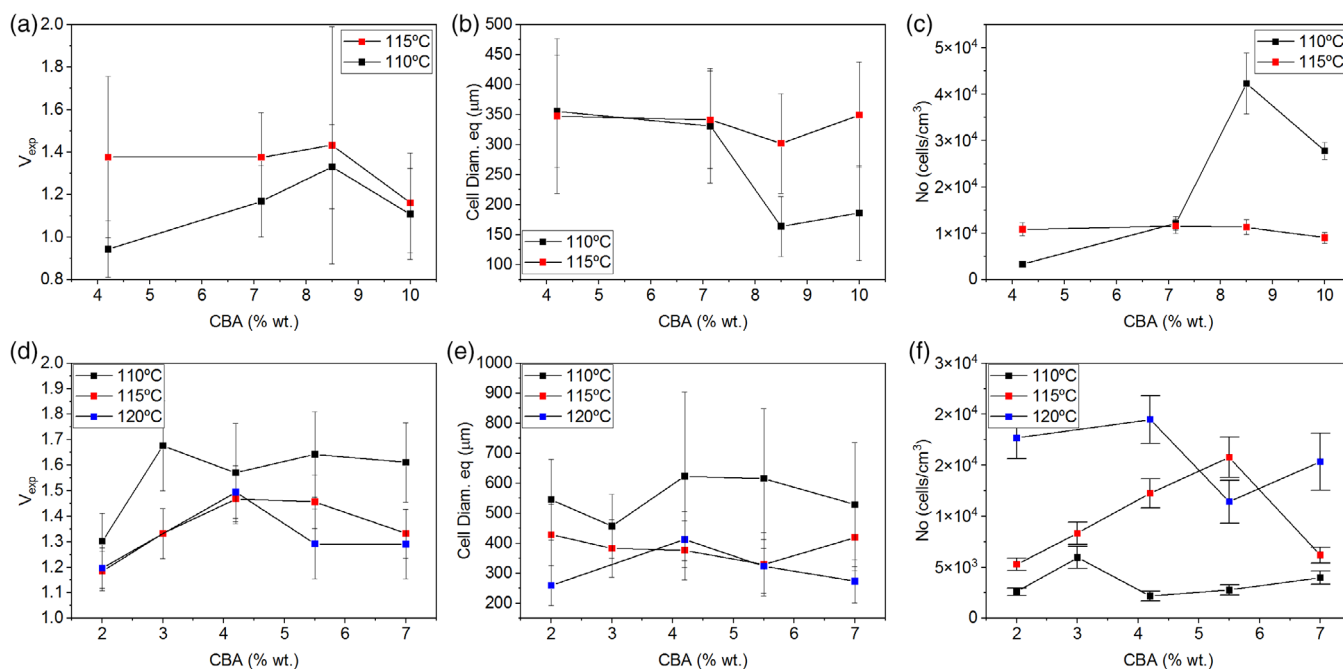 (a)
2.0
1.8
1.6
1.4
1.2
1.0
0.8
V_exp
115ºC
110ºC
4 5 6 7 8 9 10
CBA (% wt.)
(b)
500
450
400
350
300
250
200
150
100
Cell Diam. eq (μm)
110ºC
115ºC
4 5 6 7 8 9 10
CBA (% wt.)
(c)
5×10⁴
4×10⁴
3×10⁴
2×10⁴
1×10⁴
0
No (cells/cm³)
110ºC
115ºC
4 5 6 7 8 9 10
CBA (% wt.)
(d)
2.0
1.9
1.8
1.7
1.6
1.5
1.4
1.3
1.2
1.1
1.0
V_exp
110ºC
115ºC
120ºC
2 3 4 5 6 7
CBA (% wt.)
(e)
1000
900
800
700
600
500
400
300
200
100
Cell Diam. eq (μm)
110ºC
115ºC
120ºC
2 3 4 5 6 7
CBA (% wt.)
(f)
3×10⁴
2×10⁴
2×10⁴
1×10⁴
5×10³
0
No (cells/cm³)
110ºC
115ºC
120ºC
2 3 4 5 6 7
CBA (% wt.)